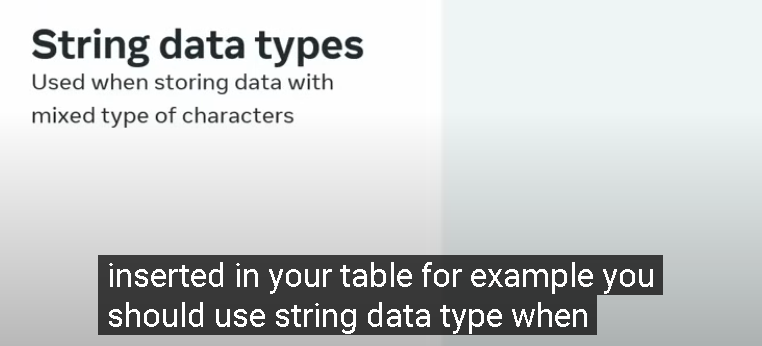 String data types
Used when storing data with
mixed type of characters
inserted in your table for example you
should use string data type when